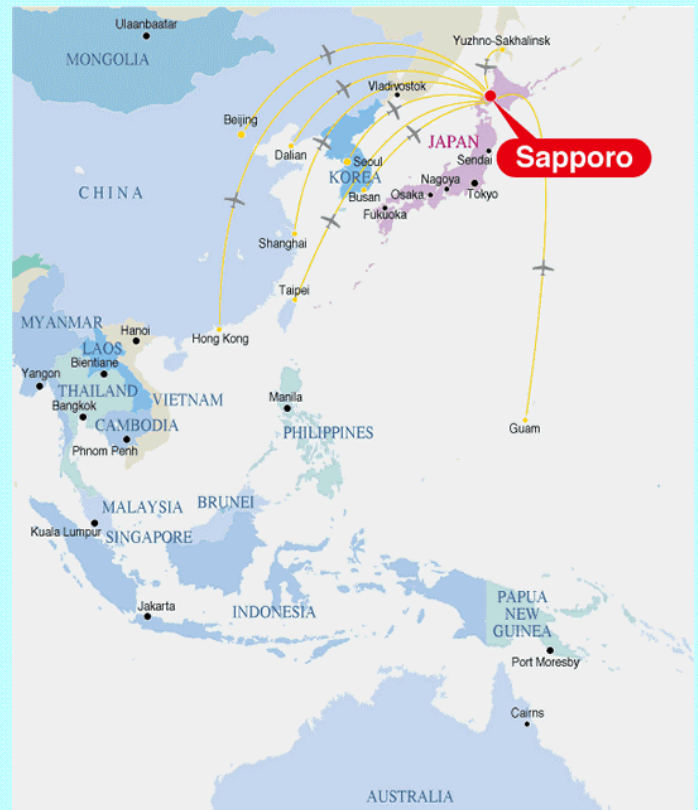 Ulaanbaatar
MONGOLIA
Yuzhno-Sakhalinsk
Vladivostok
Beijing
Dalian
Seoul
KOREA
Busan
JAPAN
Sendai
Sapporo
Nagoya
Osaka
Tokyo
Fukuoka
CHINA
Shanghai
Taipei
Hong Kong
MYANMAR
Hanoi
LAOS
Bientiane
Yangon
THAILAND
VIETNAM
Bangkok
CAMBODIA
Phnom Penh
Manila
PHILIPPINES
Guam
MALAYSIA
BRUNEI
Kuala Lumpur
SINGAPORE
Jakarta
INDONESIA
PAPUA
NEW
GUINEA
Port Moresby
Cairns
AUSTRALIA